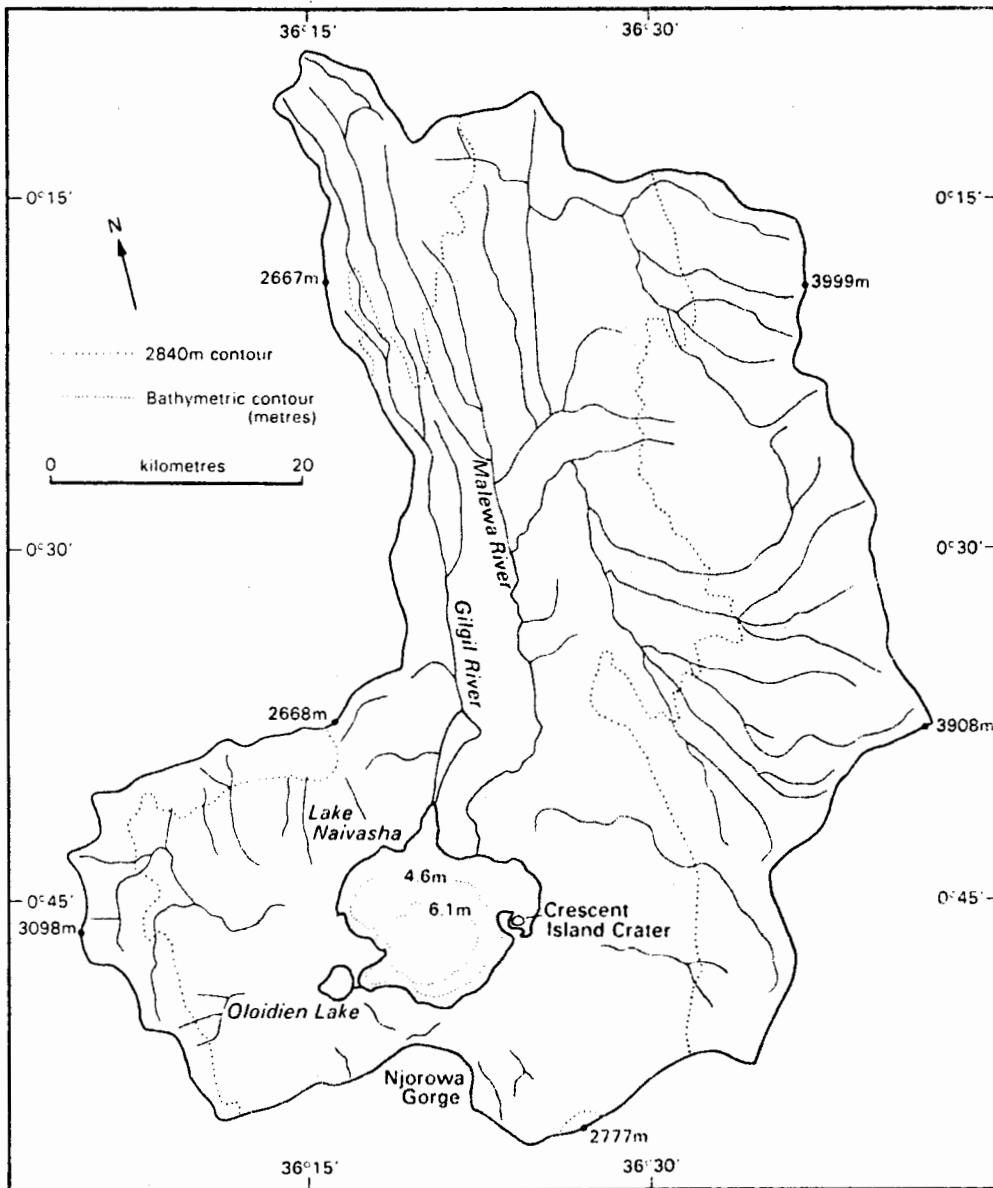 36°15'
36°30'
0°15'
0°15'
N
2667m
3999m
2840m contour
Bathymetric contour
(metres)
0 kilometres 20
Malewa River
0°30'
0°30'
Gilgil River
2668m
3908m
Lake
Naivasha
4.6m
0°45'
6.1m
0°45'
Crescent
Island Crater
3098m
Oloidien Lake
Njorowa
Gorge
2777m
36°15'
36°30'